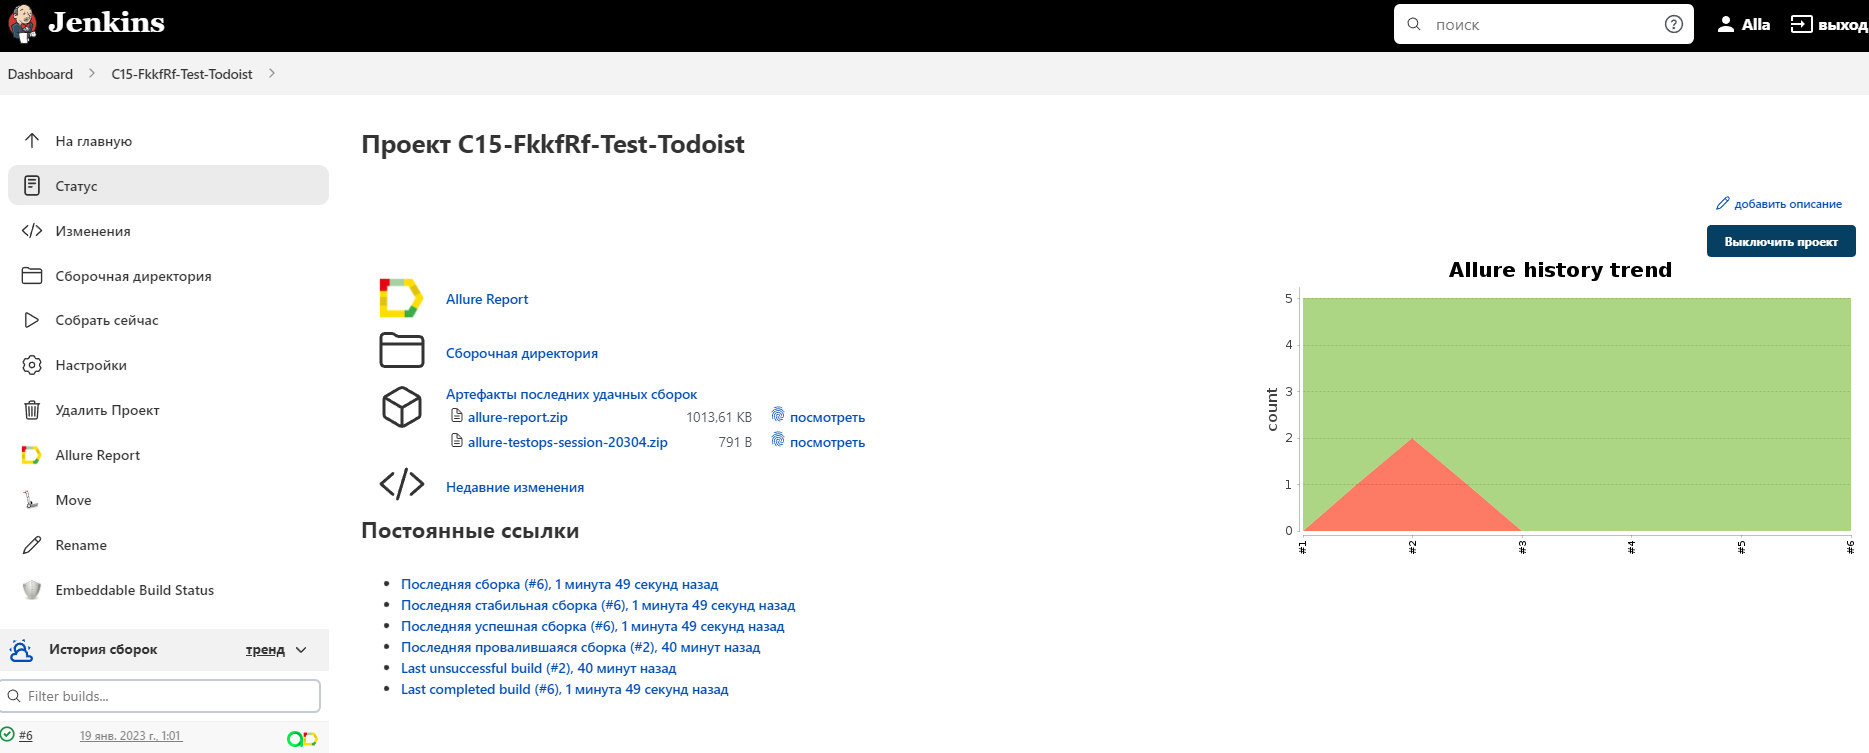 Jenkins
поиск
Alla
выход
Dashboard
C15-FkkfRf-Test-Todoist
На главную
Статус
Изменения
Сборочная директория
Собрать сейчас
Настройки
Удалить Проект
Allure Report
Move
Rename
Embeddable Build Status
История сборок
тренд
Filter builds...
#6
19 янв. 2023 г., 1:01
Проект C15-FkkfRf-Test-Todoist
добавить описание
Выключить проект
Allure Report
Сборочная директория
Артефакты последних удачных сборок
allure-report.zip 1013,61 KB посмотреть
allure-testops-session-20304.zip 791 B посмотреть
Недавние изменения
Постоянные ссылки
Последняя сборка (#6), 1 минута 49 секунд назад
Последняя стабильная сборка (#6), 1 минута 49 секунд назад
Последняя успешная сборка (#6), 1 минута 49 секунд назад
Последняя провалившаяся сборка (#2), 40 минут назад
Last unsuccessful build (#2), 40 минут назад
Last completed build (#6), 1 минута 49 секунд назад
Allure history trend
count
5
4
3
2
1
0
#1
#2
#3
#4
#5
#6